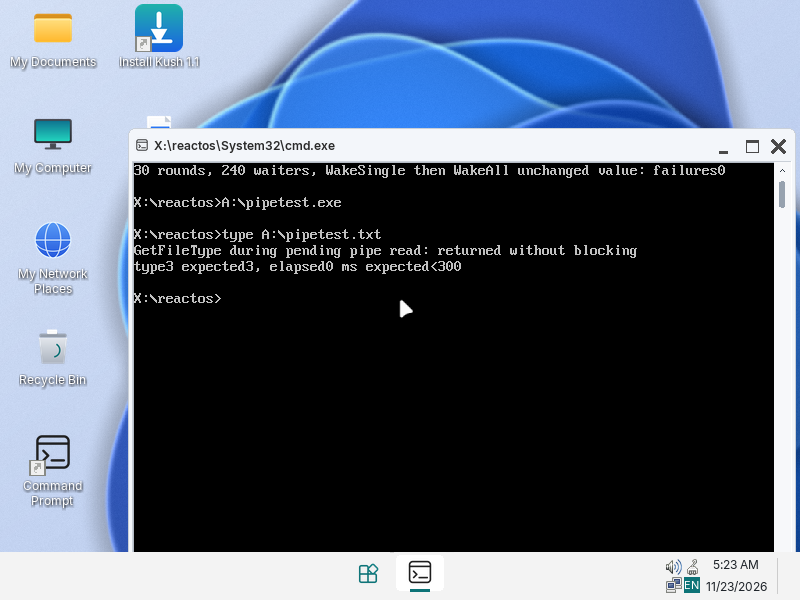 My Documents
Install Kush 1.1
My Computer
My Network
Places
Recycle Bin
Command
Prompt
X:\reactos\System32\cmd.exe
30 rounds, 240 waiters, WakeSingle then WakeAll unchanged value: failures0
X:\reactos>A:\pipetest.exe
X:\reactos>type A:\pipetest.txt
GetFileType during pending pipe read: returned without blocking
type3 expected3, elapsed0 ms expected<300
X:\reactos>
5:23 AM
EN
11/23/2026